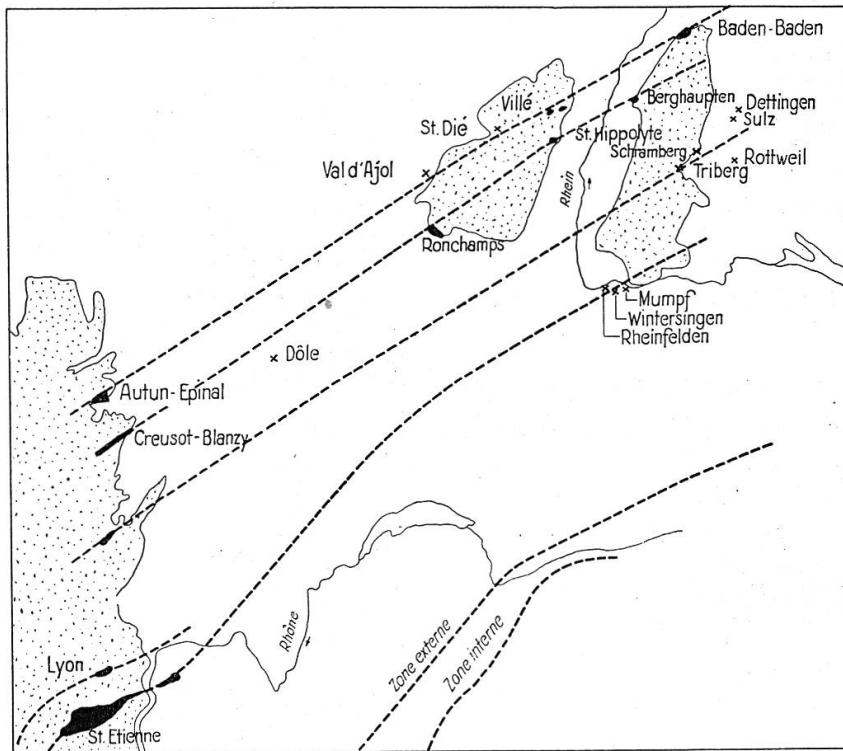 Baden-Baden
Berghaupten
Dettingen
Sulz
Ville
St. Dié
St. Hippolyte
Schramberg
Rottweil
Triberg
Val d'Ajol
Rhein
Ronchamps
Mumpf
Wintersingen
Rheinfelden
Dôle
Autun-Epinal
Creusot-Blanzy
Rhône
Zone externe
Zone interne
Lyon
St. Etienne